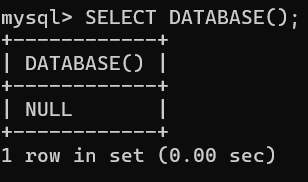 mysql> SELECT DATABASE();
+------------+
| DATABASE() |
+------------+
| NULL       |
+------------+
1 row in set (0.00 sec)